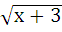 √x + 3